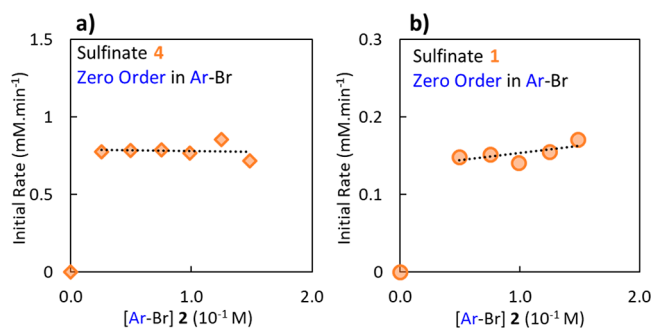 a)
1.5
1
0.5
0
Initial Rate (mM.min⁻¹)
Sulfinate 4
Zero Order in Ar-Br
0.0
1.0
2.0
[Ar-Br] 2 (10⁻¹ M)
b)
0.3
0.2
0.1
0
Initial Rate (mM.min⁻¹)
Sulfinate 1
Zero Order in Ar-Br
0.0
1.0
2.0
[Ar-Br] 2 (10⁻¹ M)